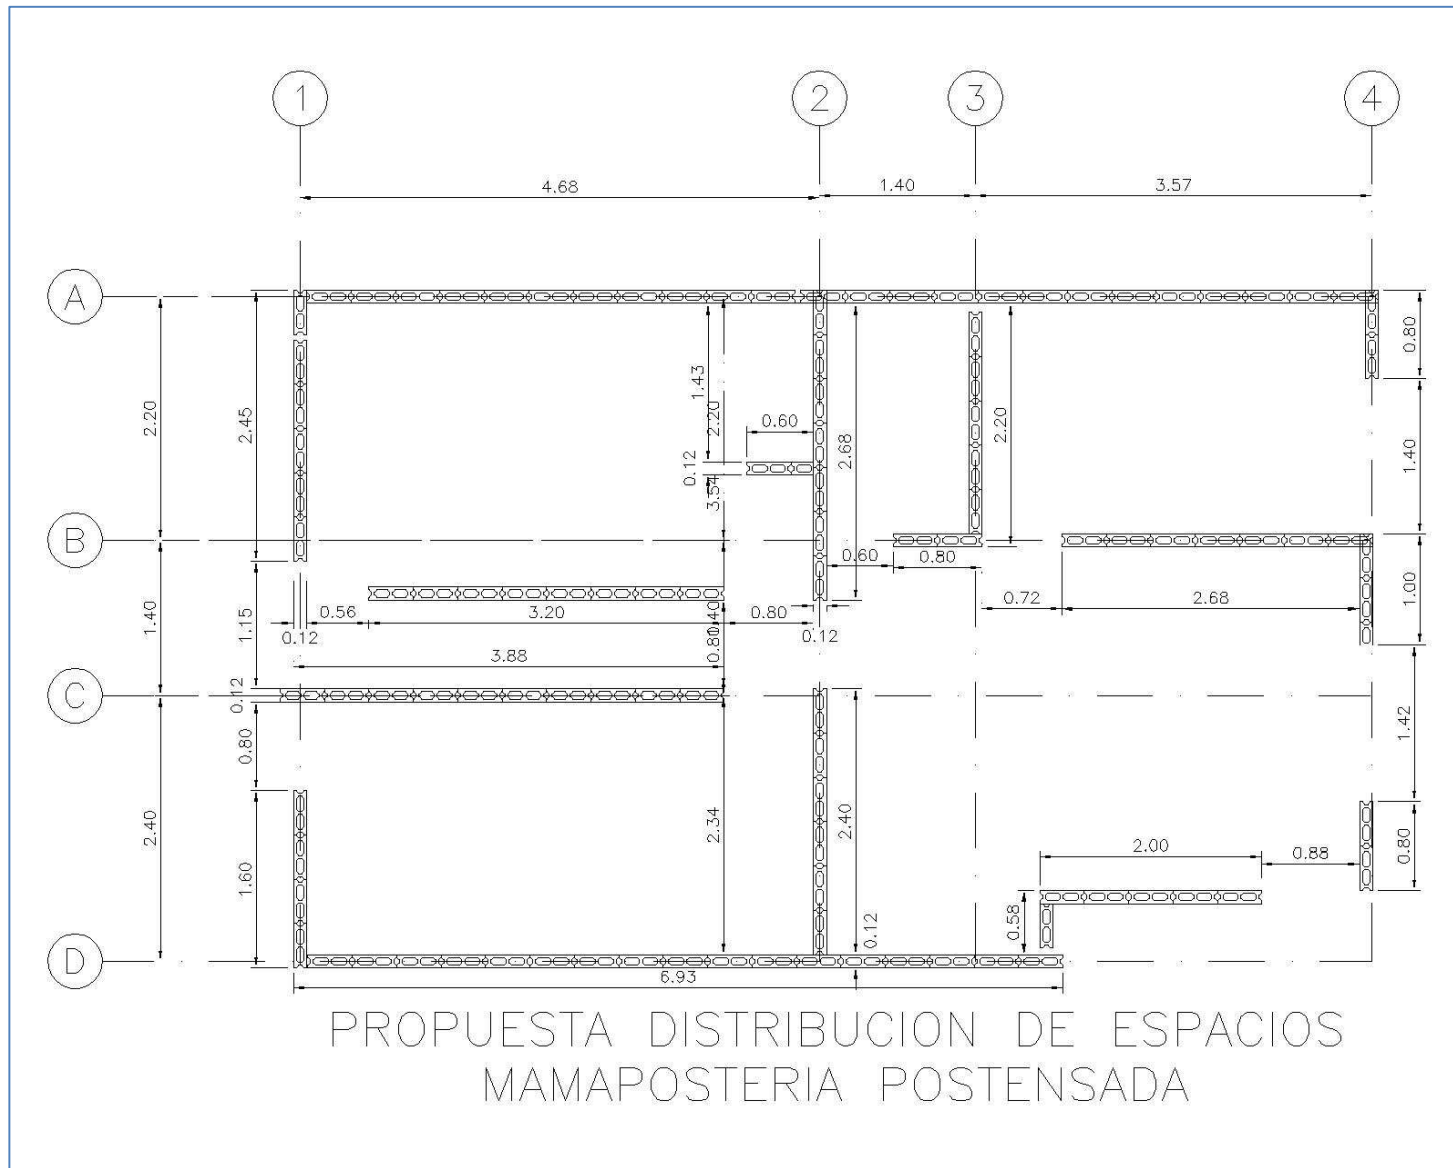 1 2 3 4
4.68 1.40 3.57
A
2.20 2.45 1.43 2.20 0.60 0.12 3.54 2.68 2.20 0.80 1.40
B
0.60 0.80 0.72 2.68 1.00
1.40 1.15 0.12 0.56 3.20 0.80 0.12 0.80 1.40
3.88
C
0.12 0.80 1.42
2.40 1.60 2.34 2.40 0.12 2.00 0.88 0.80 0.58
D
6.93
PROPUESTA DISTRIBUCION DE ESPACIOS
MAMAPOSTERIA POSTENSADA